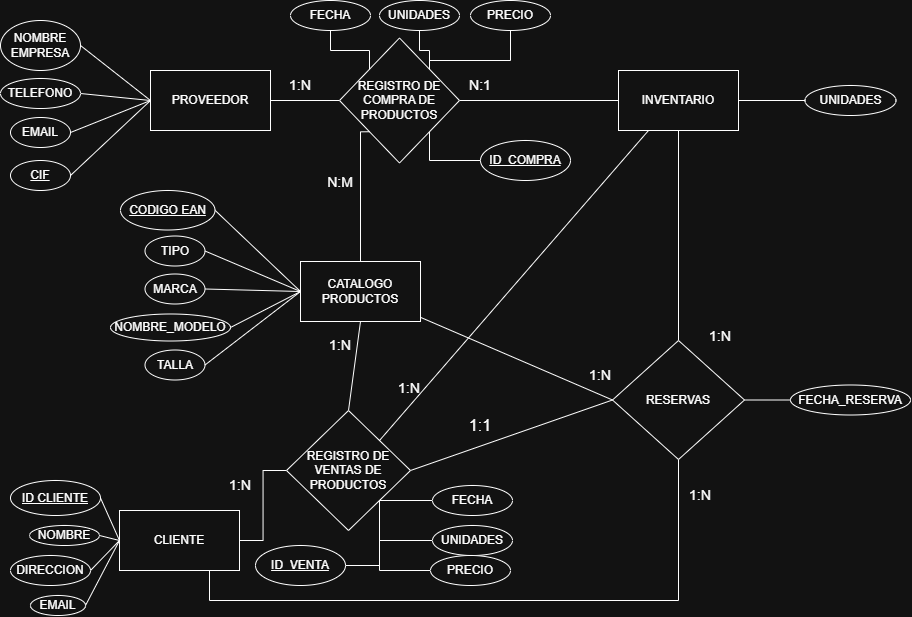 FECHA
UNIDADES
PRECIO
NOMBRE
EMPRESA
TELEFONO
EMAIL
CIF
PROVEEDOR
1:N
REGISTRO DE
COMPRA DE
PRODUCTOS
N:1
INVENTARIO
UNIDADES
ID_COMPRA
N:M
CODIGO EAN
TIPO
MARCA
NOMBRE_MODELO
TALLA
CATALOGO
PRODUCTOS
1:N
1:N
1:N
1:N
1:1
RESERVAS
FECHA_RESERVA
REGISTRO DE
VENTAS DE
PRODUCTOS
1:N
1:N
ID CLIENTE
NOMBRE
DIRECCION
EMAIL
CLIENTE
FECHA
UNIDADES
PRECIO
ID_VENTA